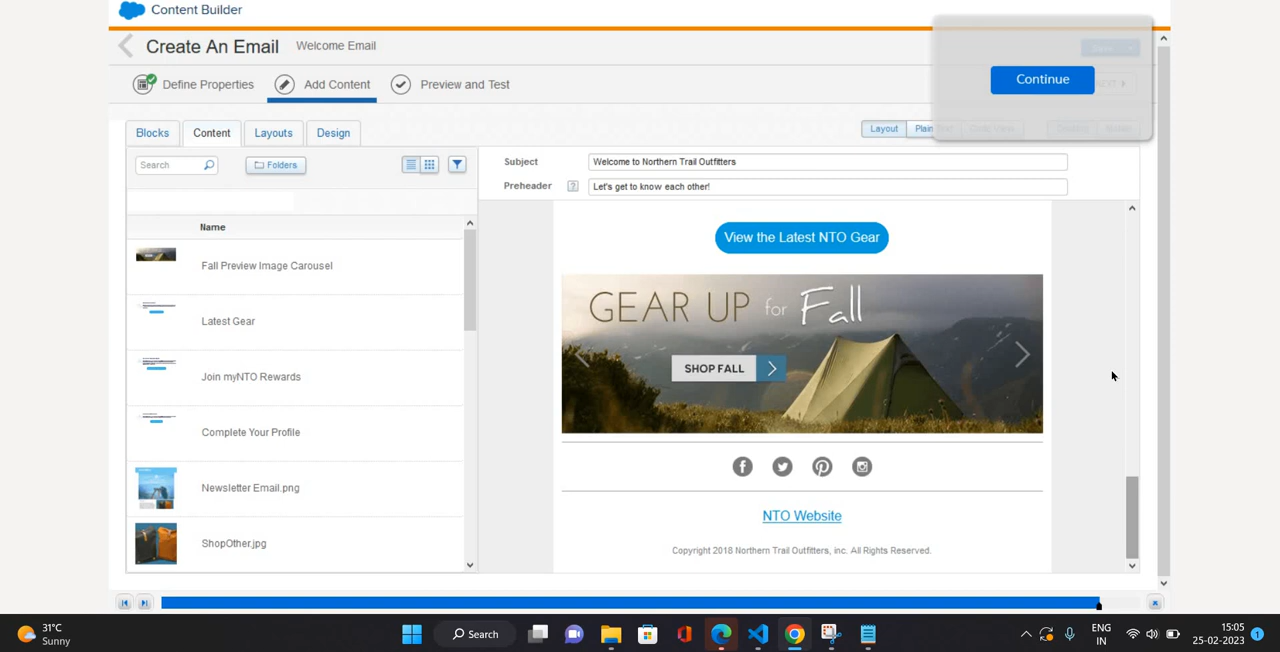 Content Builder
Create An Email Welcome Email
Continue
Define Properties Add Content Preview and Test
Blocks Content Layouts Design
Layout Plain
Search Folders
Subject Welcome to Northern Trail Outfitters
Preheader ? Let's get to know each other!
Name
Fall Preview Image Carousel
Latest Gear
Join myNTO Rewards
Complete Your Profile
Newsletter Email.png
ShopOther.jpg
View the Latest NTO Gear
GEAR UP for Fall
SHOP FALL
NTO Website
Copyright 2018 Northern Trail Outfitters, inc. All Rights Reserved.
31°C
Sunny
Search
ENG
IN
15:05
25-02-2023
1